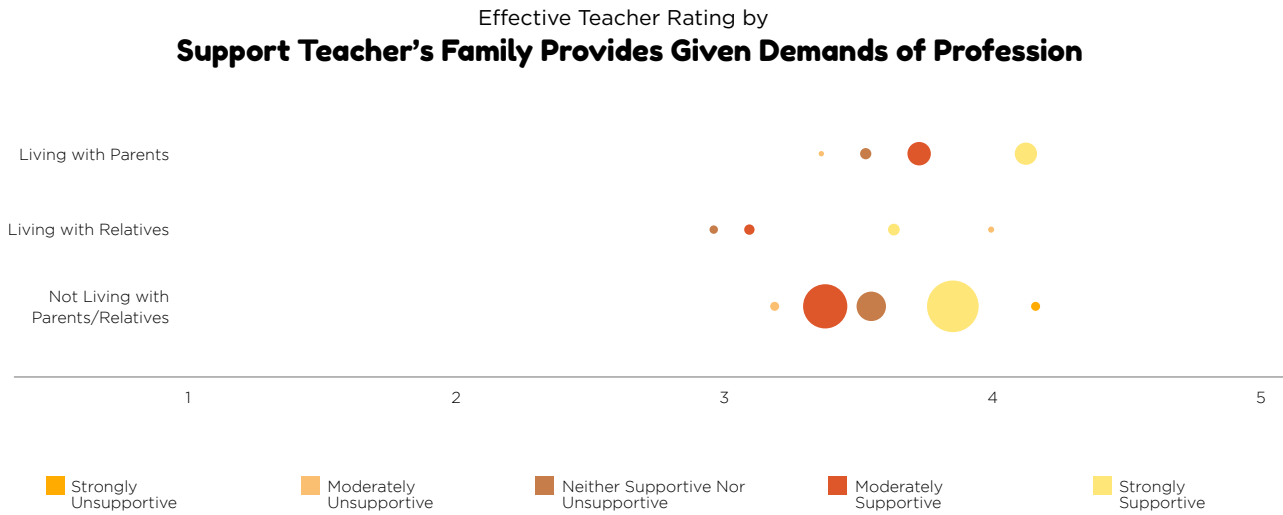 Effective Teacher Rating by
Support Teacher’s Family Provides Given Demands of Profession
Living with Parents
Living with Relatives
Not Living with
Parents/Relatives
1 2 3 4 5
Strongly
Unsupportive
Moderately
Unsupportive
Neither Supportive Nor
Unsupportive
Moderately
Supportive
Strongly
Supportive